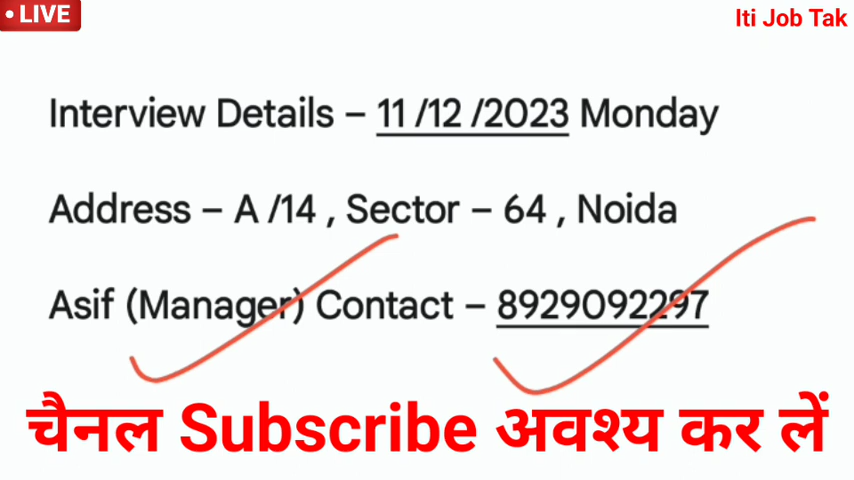 • LIVE
Iti Job Tak
Interview Details – 11 /12 /2023 Monday
Address – A /14 , Sector – 64 , Noida
Asif (Manager) Contact – 8929092297
चैनल Subscribe अवश्य कर लें